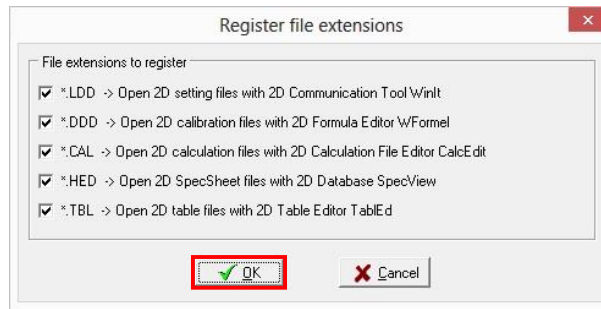 Register file extensions
File extensions to register
*.LDD -> Open 2D setting files with 2D Communication Tool WinIt
*.DDD -> Open 2D calibration files with 2D Formula Editor WFormel
*.CAL -> Open 2D calculation files with 2D Calculation File Editor CalcEdit
*.HED -> Open 2D SpecSheet files with 2D Database SpecView
*.TBL -> Open 2D table files with 2D Table Editor TablEd
OK
Cancel